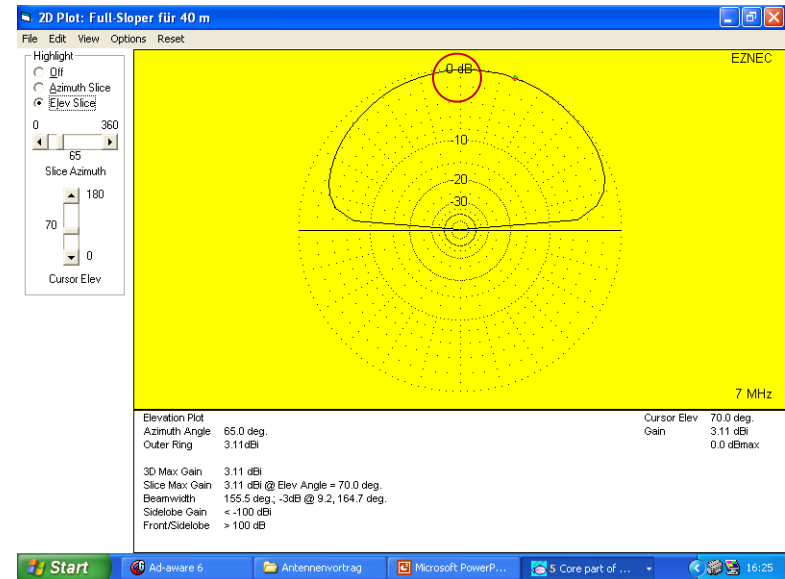 2D Plot: Full-Sloper für 40 m
File Edit View Options Reset
Highlight
Off
Azimuth Slice
Elev Slice
0 360
65
Slice Azimuth
180
70
0
Cursor Elev
EZNEC
0 dB
-10
-20
-30
7 MHz
Elevation Plot
Azimuth Angle 65.0 deg.
Outer Ring 3.11dBi
3D Max Gain 3.11 dBi
Slice Max Gain 3.11 dBi @ Elev Angle = 70.0 deg.
Beamwidth 155.5 deg.; -3dB @ 9.2, 164.7 deg.
Sidelobe Gain < -100 dBi
Front/Sidelobe > 100 dB
Cursor Elev 70.0 deg.
Gain 3.11 dBi
0.0 dBmax
Start Ad-aware 6 Antennenvortrag Microsoft PowerP... 5 Core part of ... 16:25